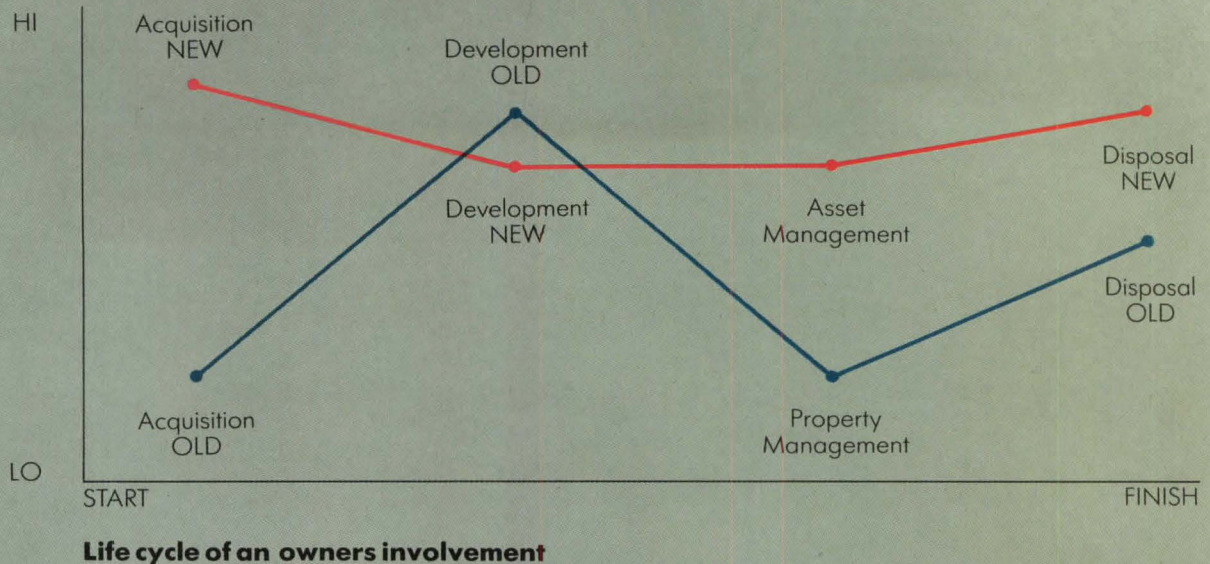 HI
Acquisition
NEW
Development
OLD
Development
NEW
Asset
Management
Disposal
NEW
Disposal
OLD
Acquisition
OLD
Property
Management
LO
START
FINISH
Life cycle of an owners involvement